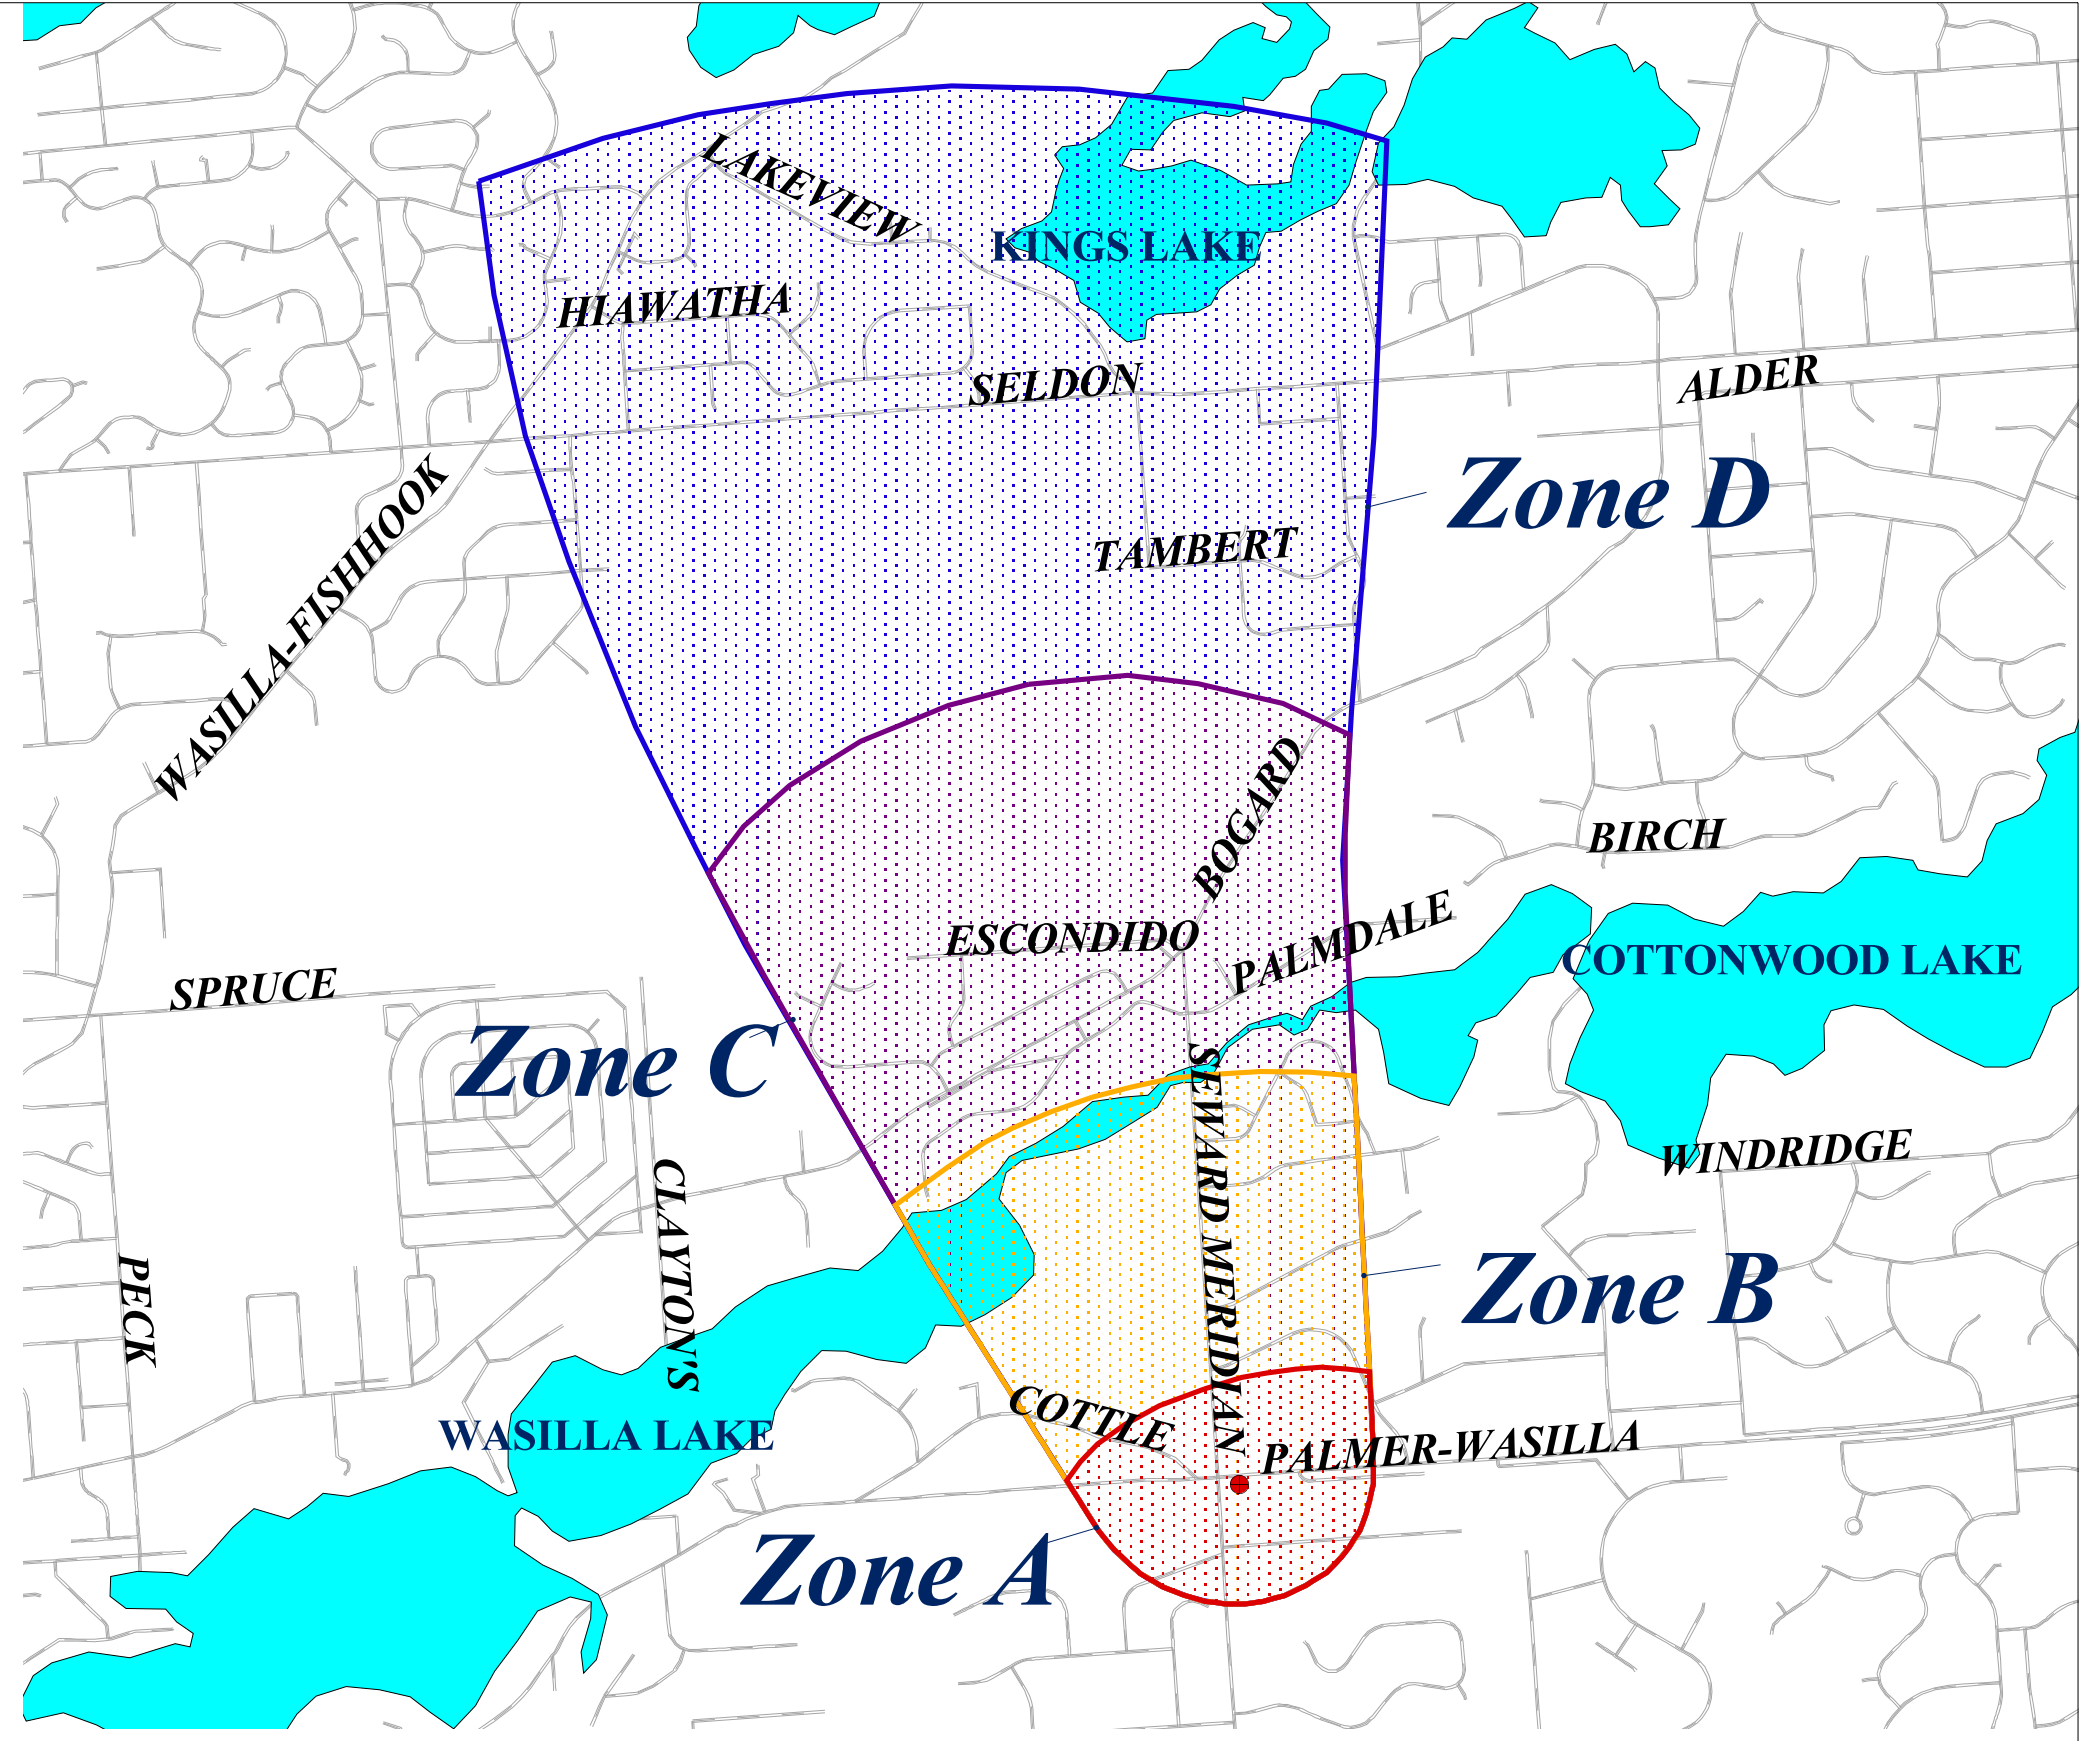 LAKEVIEW
KINGS LAKE
HIAWATHA
SELDON
ALDER
Zone D
WASILLA-FISHHOOK
TAMBERT
BOGARD
BIRCH
ESCONDIDO
PALMDALE
COTTONWOOD LAKE
SPRUCE
Zone C
SEWARD MERIDIAN
WINDRIDGE
CLAYTON'S
PECK
Zone B
COTTLE
WASILLA LAKE
PALMER-WASILLA
Zone A